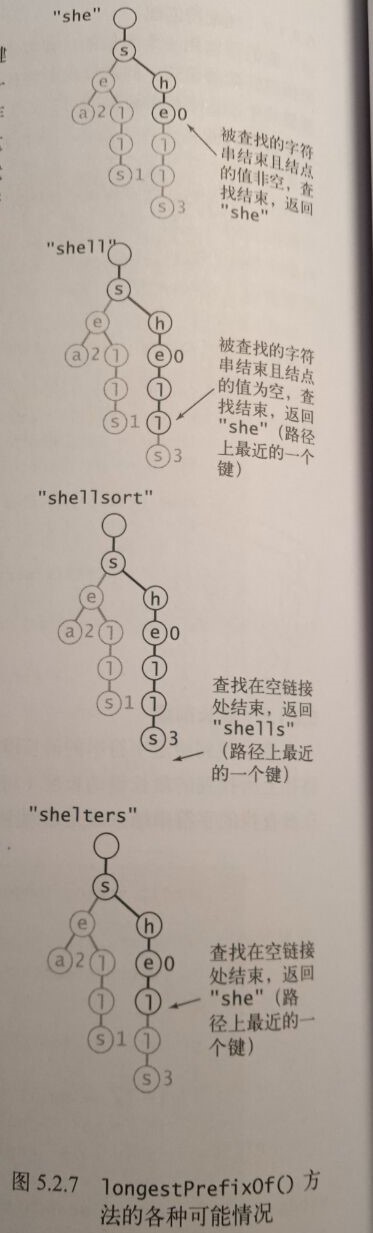 "she"
s
e
h
a
2
l
e
0
l
l
s
1
l
s
3
被查找的字符
串结束且结点
的值非空，查
找结束，返回
"she"
"shell"
s
e
h
a
2
l
e
0
l
l
s
1
l
s
3
被查找的字符
串结束且结点
的值为空，查
找结束，返回
"she"（路径
上最近的一个
键）
"shellsort"
s
e
h
a
2
l
e
0
l
l
s
1
l
s
3
查找在空链接
处结束，返回
"shells"
（路径上最近
的一个键）
"shelters"
s
e
h
a
2
l
e
0
l
l
s
1
l
s
3
查找在空链接
处结束，返回
"she"（路
径上最近的一
个键）
图 5.2.7 longestPrefixOf() 方
法的各种可能情况